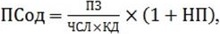 ПСод = ПЗ / (ЧСЛ×КД) × (1 + НП),